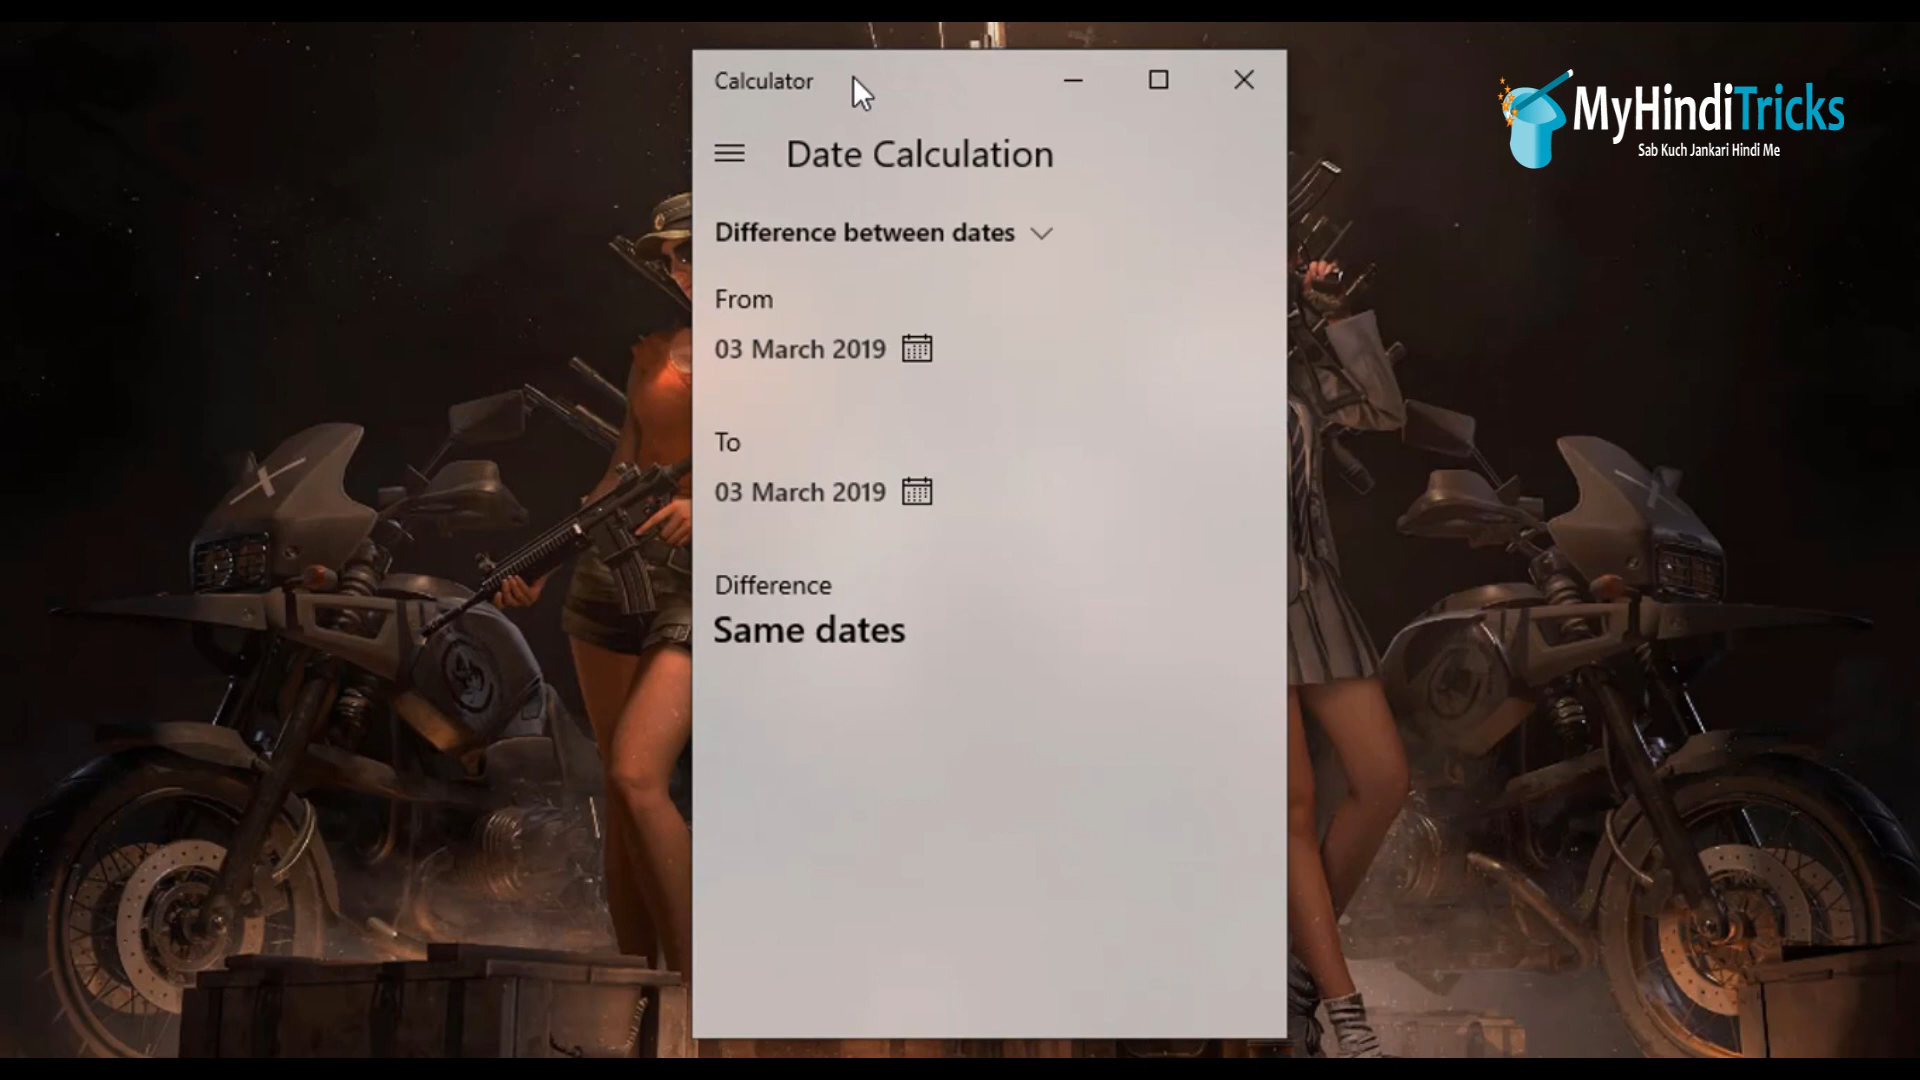 Calculator
Date Calculation
Difference between dates
From
03 March 2019
To
03 March 2019
Difference
Same dates
MyHindiTricks
Sab Kuch Jankari Hindi Me